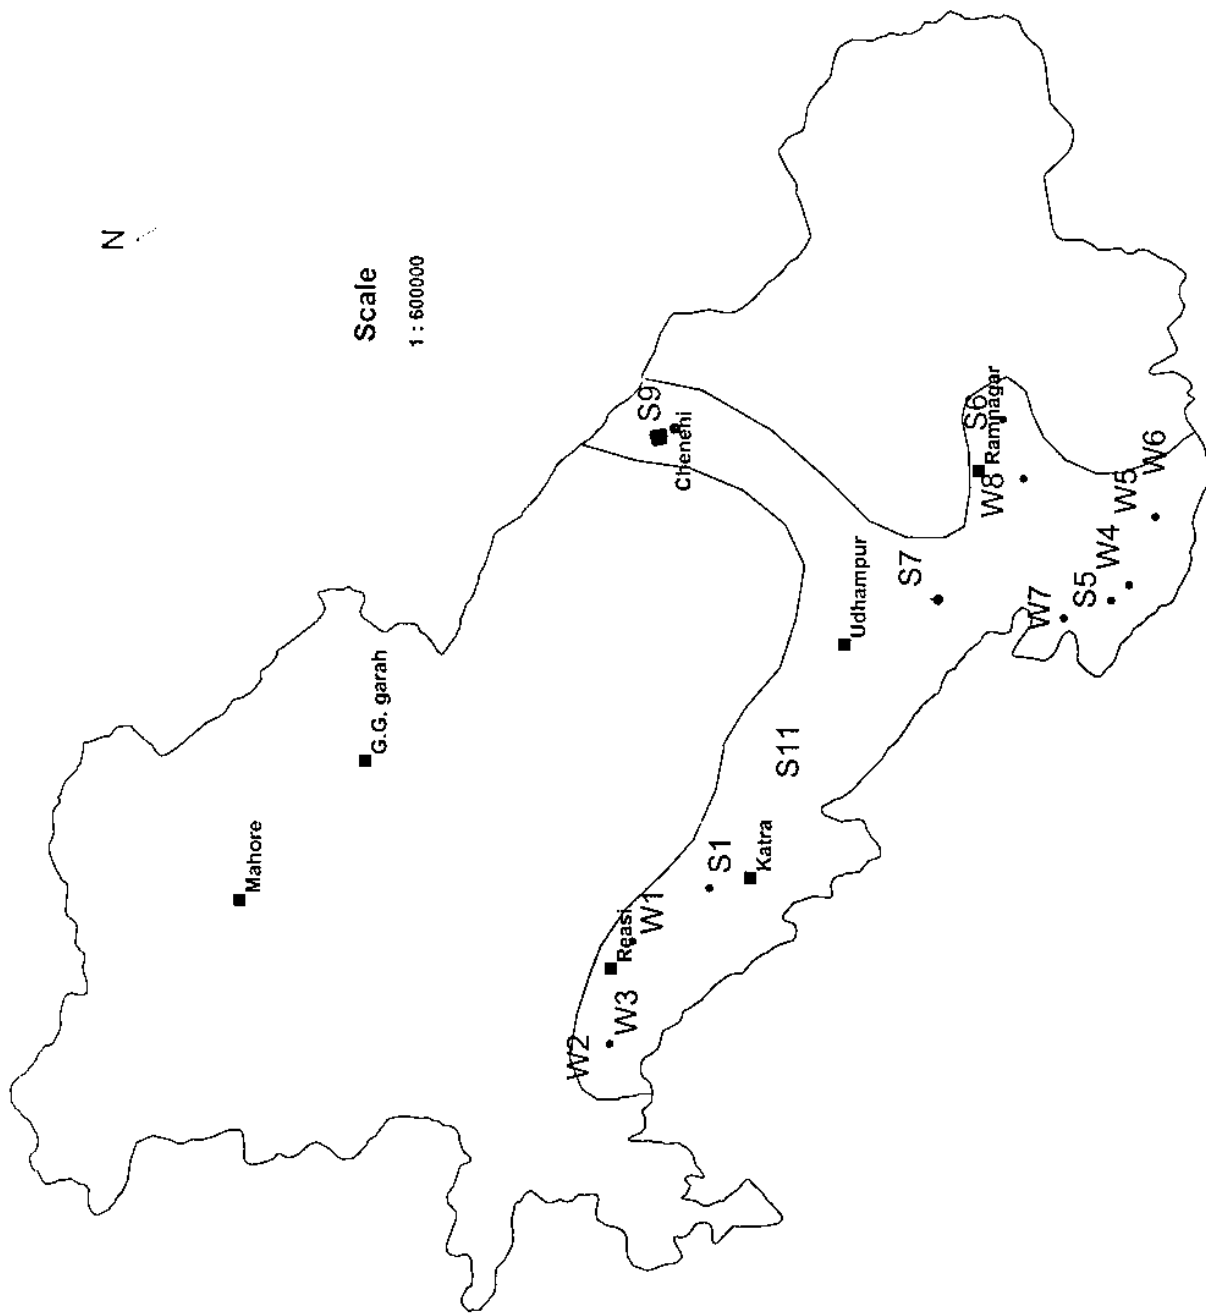 N
Scale
1 : 600000
Mahore
G.G. garah
S9
Chenehi
S6
Ramnagar
W8
W6
W5
W4
S5
W7
S7
Udhampur
S11
S1
Katra
W1
Reasi
W3
W2